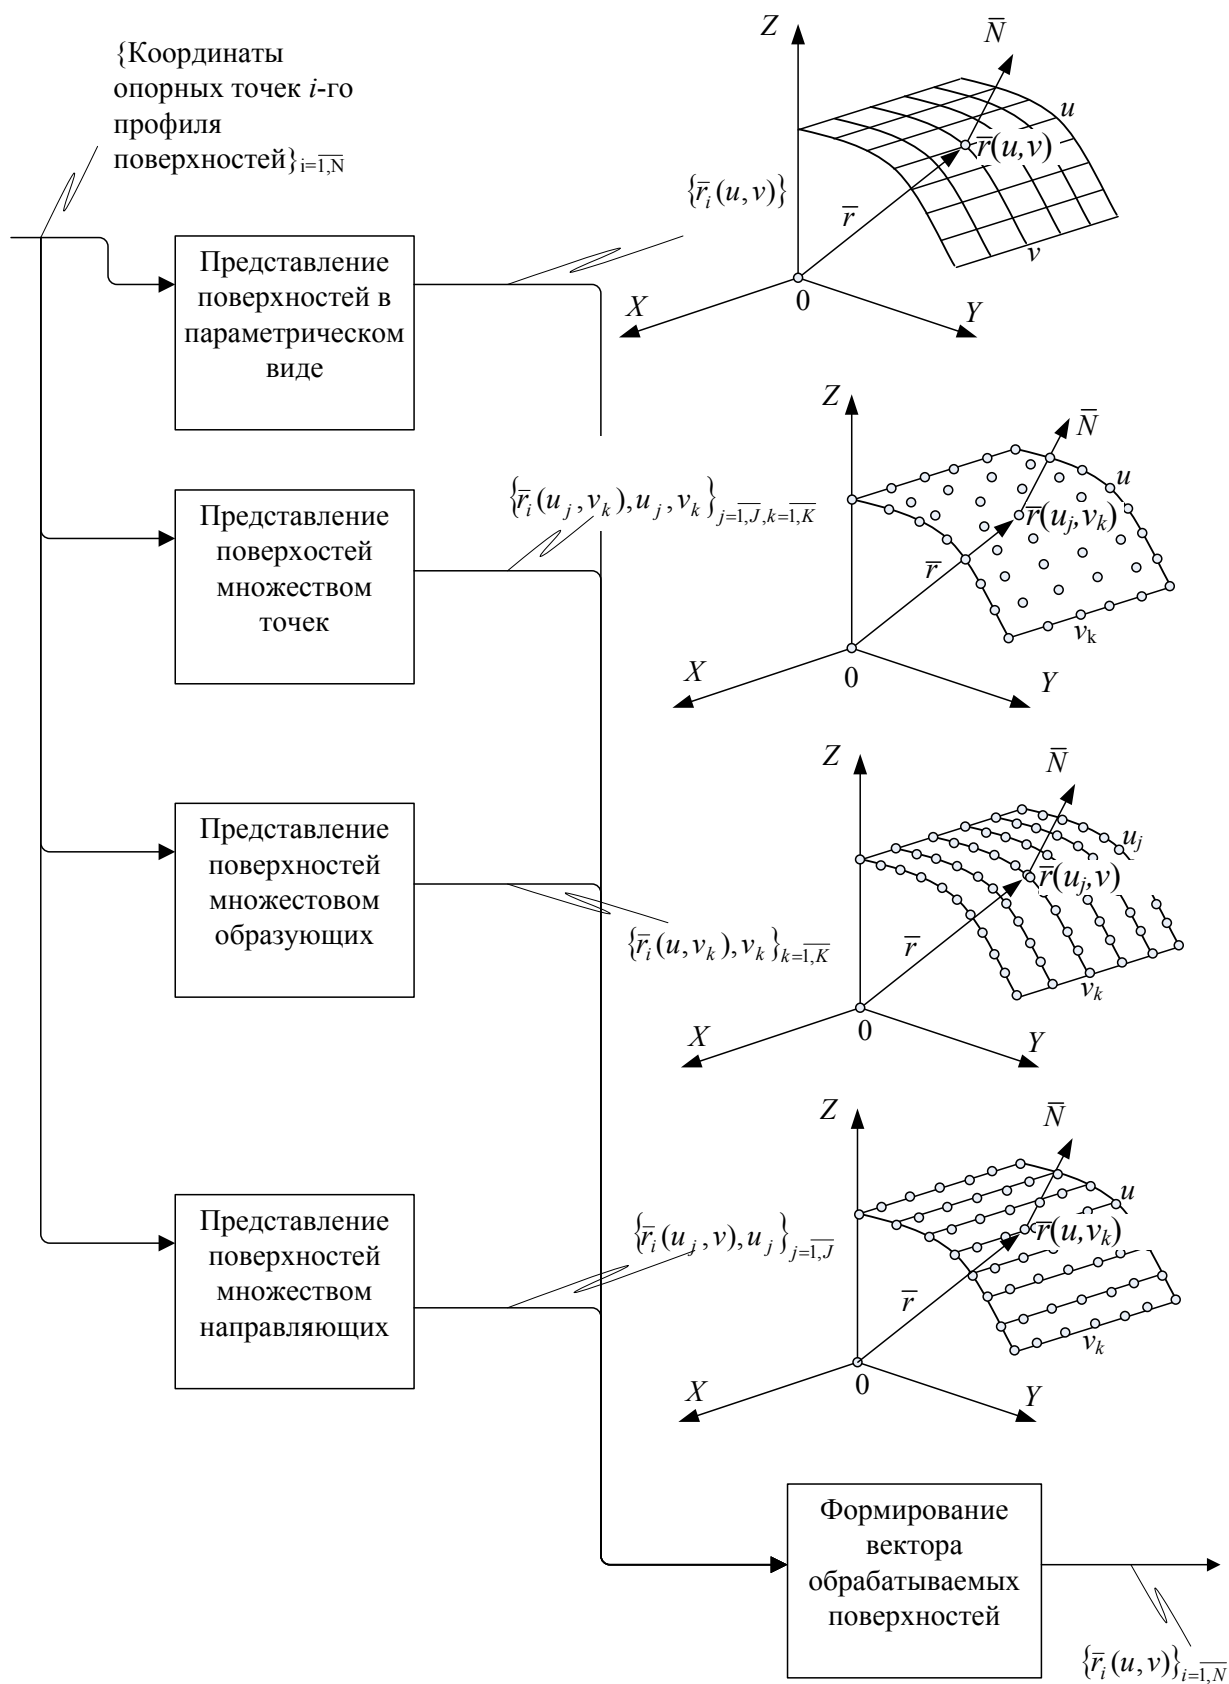 {Координаты
опорных точек i-го
профиля
поверхностей}i=1,N̅
Представление
поверхностей в
параметрическом
виде
{r̅i(u,v)}
Z
N̅
u
r̅(u,v)
r̅
v
0
X
Y
Представление
поверхостей
множеством
точек
{r̅i(uj,vk),uj,vk}j=1,J̅,k=1,K̅
Z
N̅
u
r̅(uj,vk)
r̅
vk
X
0
Y
Представление
поверхностей
множестовом
образующих
{r̅i(u,vk),vk}k=1,K̅
Z
N̅
uj
r̅(uj,v)
r̅
vk
X
0
Y
Представление
поверхностей
множеством
направляющих
{r̅i(uj,v),uj}j=1,J̅
Z
N̅
u
r̅(u,vk)
r̅
vk
X
0
Y
Формирование
вектора
обрабатываемых
поверхностей
{r̅i(u,v)}i=1,N̅